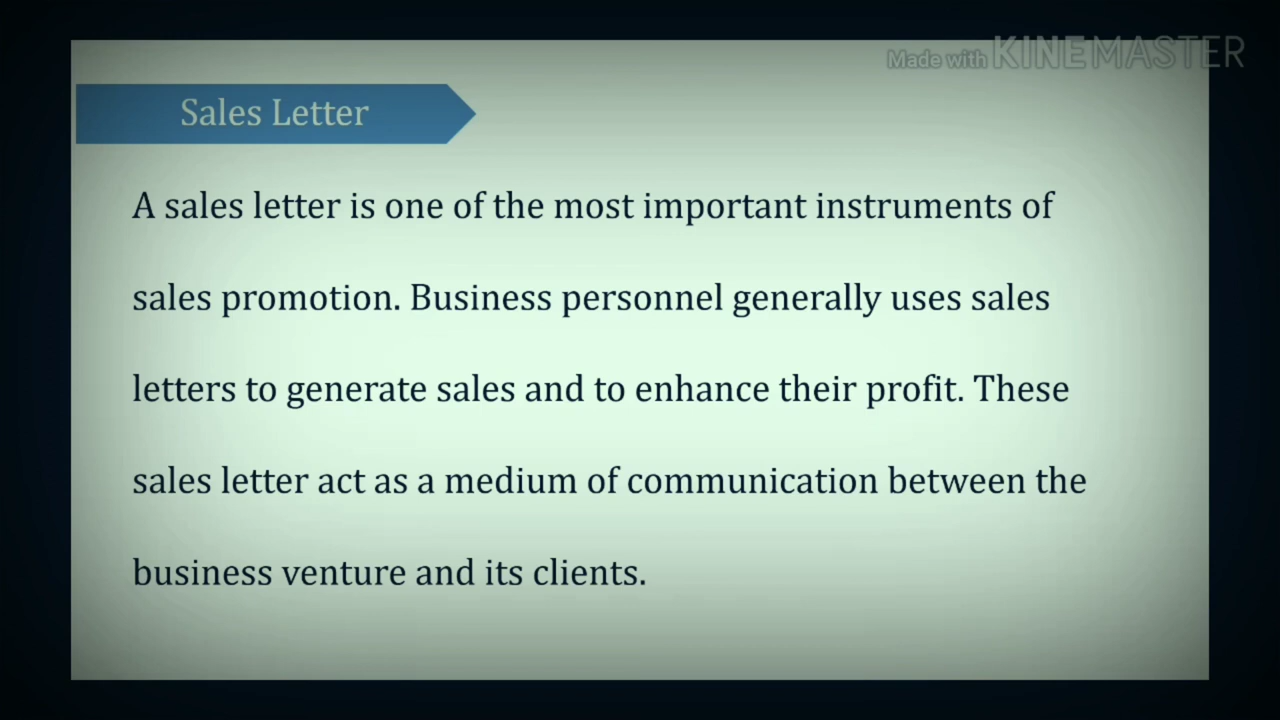 Made with KINEMASTER
Sales Letter
A sales letter is one of the most important instruments of
sales promotion. Business personnel generally uses sales
letters to generate sales and to enhance their profit. These
sales letter act as a medium of communication between the
business venture and its clients.